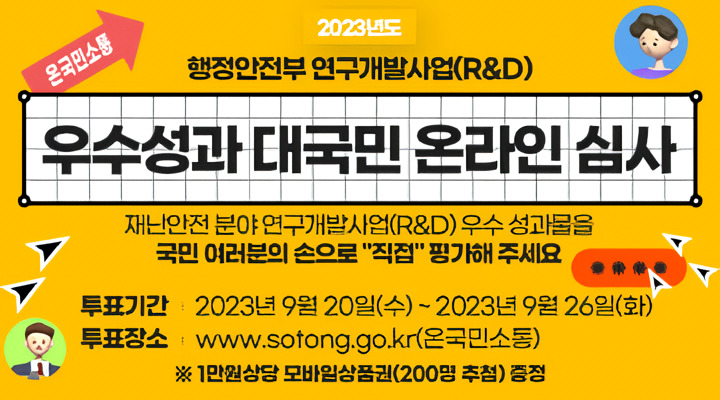 2023년도
온국민소통
행정안전부 연구개발사업(R&D)
우수성과 대국민 온라인 심사
재난안전 분야 연구개발사업(R&D) 우수 성과물을
국민 여러분의 손으로 "직접" 평가해 주세요
투표기간 : 2023년 9월 20일(수) ~ 2023년 9월 26일(화)
투표장소 : www.sotong.go.kr(온국민소통)
※ 1만원상당 모바일상품권(200명 추첨) 증정